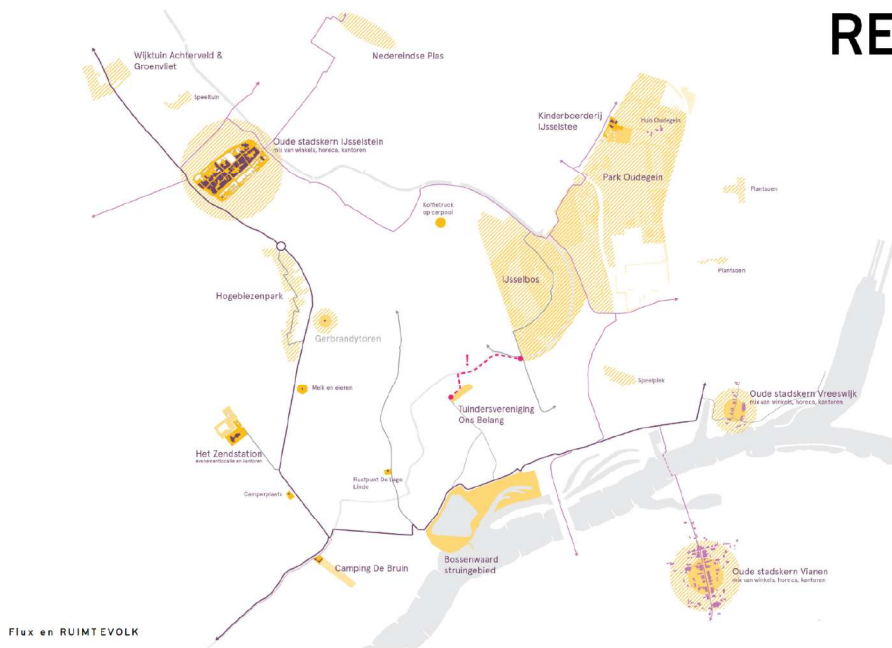 RE
Wijktuin Achterveld &
Groenvliet
Nedereindse Plas
Speeltuin
Kinderboerderij
IJsselstee
Huis Oudegein
Oude stadskern IJsselstein
mix van winkels, horeca, kantoren
Park Oudegein
Plantsoen
Koffietruck
op carpool
IJsselbos
Plantsoen
Hogebiezenpark
Gerbrandytoren
!
Melk en eieren
Speelplek
Oude stadskern Vreeswijk
mix van winkels, horeca, kantoren
Tuindersvereniging
Ons Belang
Het Zendstation
evenementlocatie en kantoren
Rustpunt De Lage
Linde
Camperplaats
Camping De Bruin
Bossenwaard
struingebied
Oude stadskern Vianen
mix van winkels, horeca, kantoren
Flux en RUIMTEVOLK